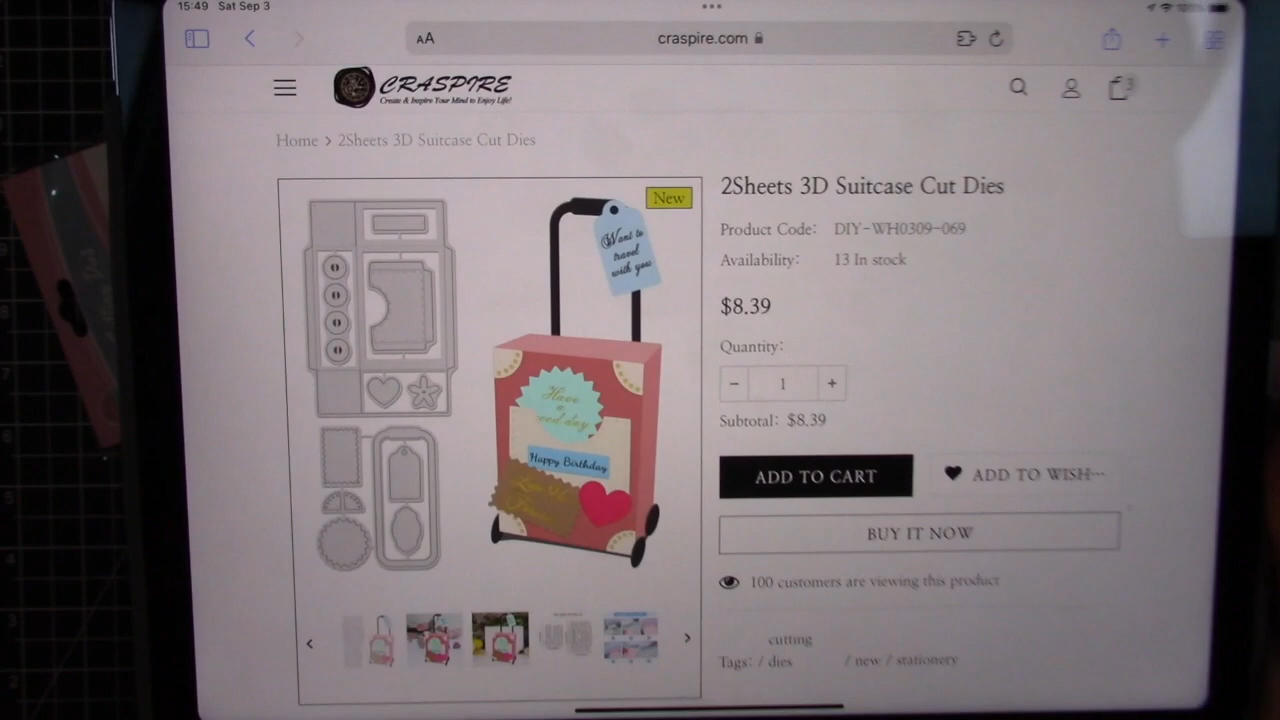 15:49 Sat Sep 3
AA
craspire.com
CRASPIRE
3
Create & Inspire Your Mind to Enjoy Life!
Home > 2Sheets 3D Suitcase Cut Dies
New
Want to
travel
with you
Have
a
good day
Happy Birthday
2Sheets 3D Suitcase Cut Dies
Product Code: DIY-WH0309-069
Availability: 13 In stock
$8.39
Quantity:
− 1 +
Subtotal: $8.39
ADD TO CART
ADD TO WISH...
BUY IT NOW
100 customers are viewing this product
cutting
Tags: / dies / new / stationery